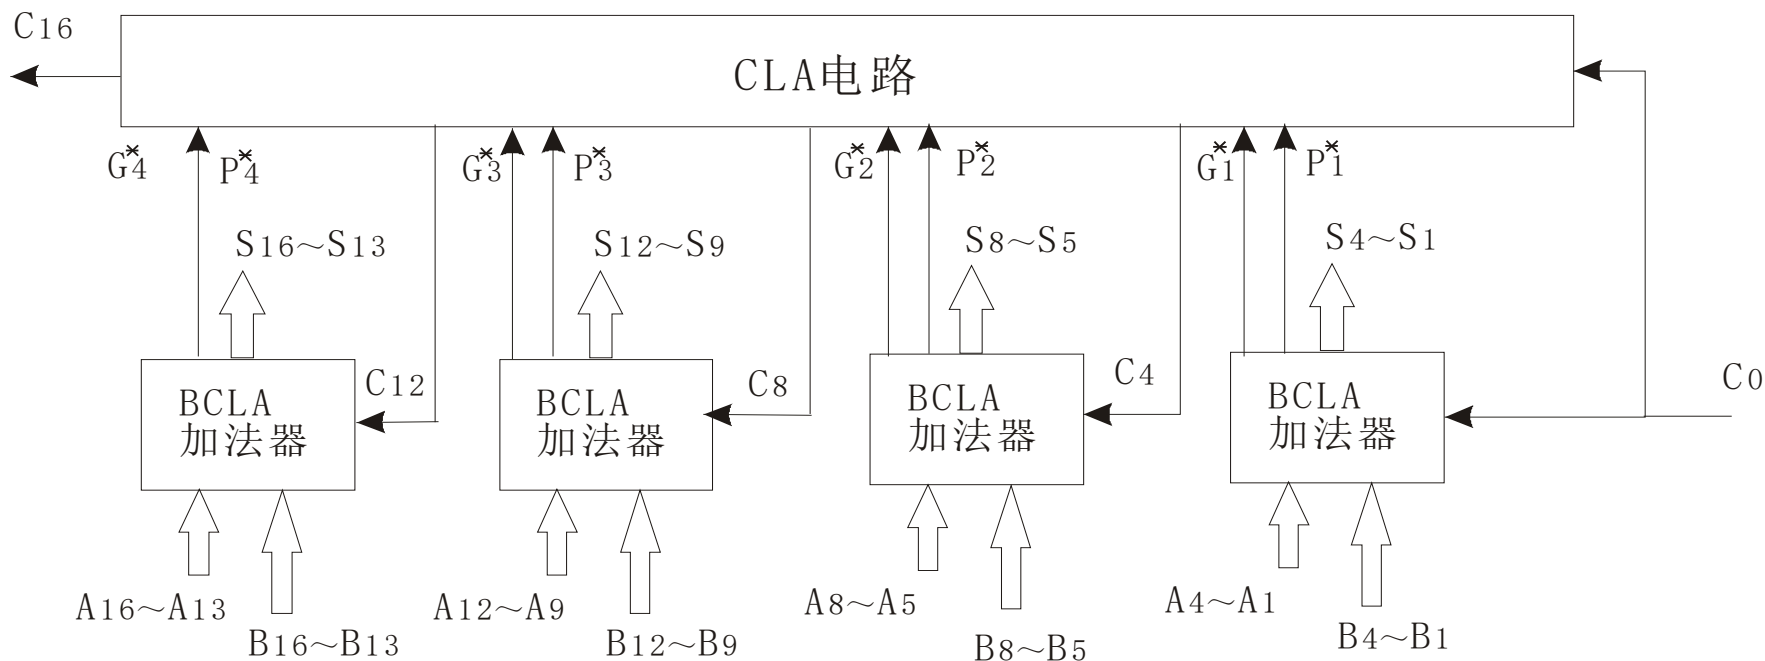 C16
CLA电路
G*4 P*4 G*3 P*3 G*2 P*2 G*1 P*1
S16～S13 S12～S9 S8～S5 S4～S1
C12 C8 C4 C0
BCLA BCLA BCLA BCLA
加法器 加法器 加法器 加法器
A16～A13 A12～A9 A8～A5 A4～A1
B16～B13 B12～B9 B8～B5 B4～B1